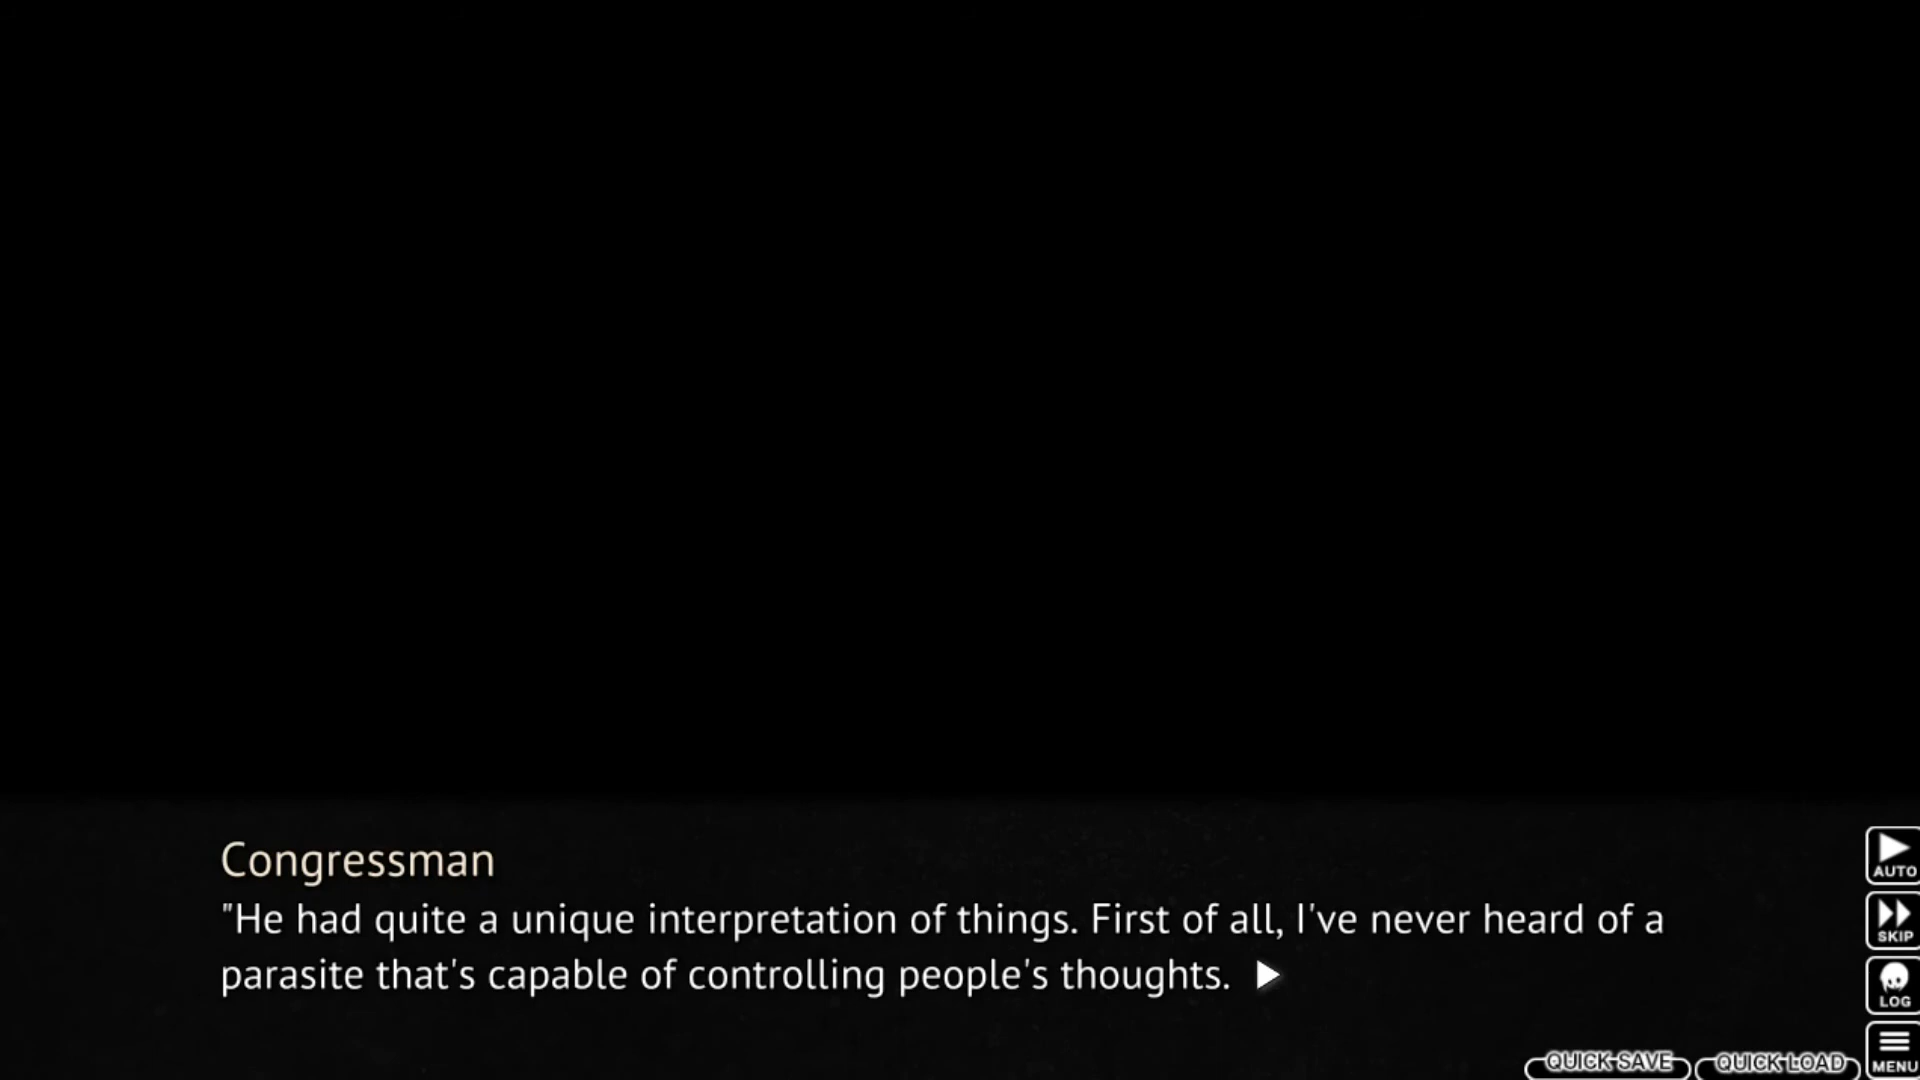 Congressman
"He had quite a unique interpretation of things. First of all, I've never heard of a
parasite that's capable of controlling people's thoughts.
AUTO
SKIP
LOG
MENU
QUICK SAVE QUICK LOAD